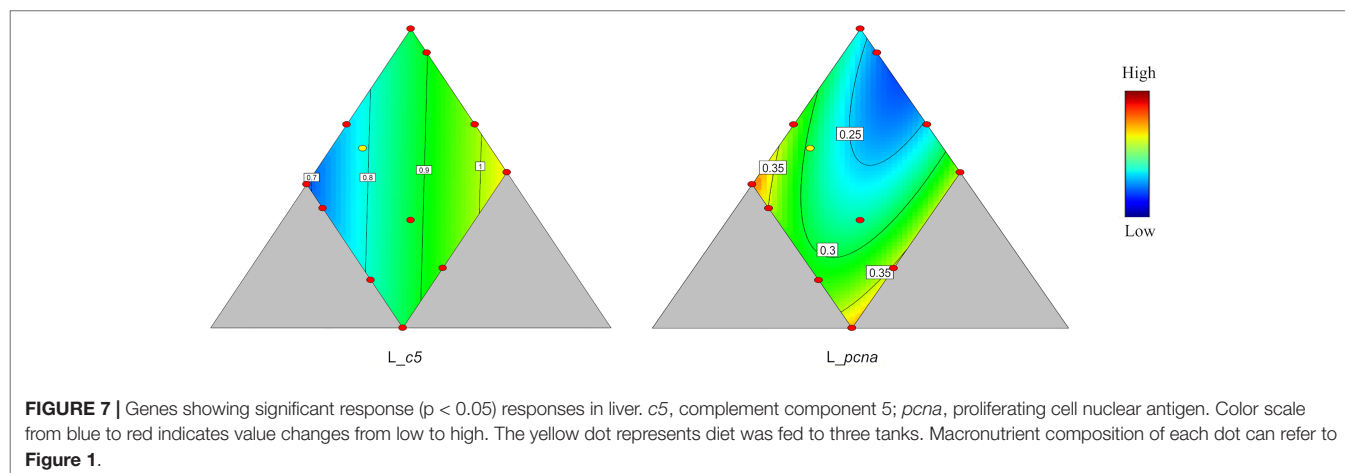 High
Low
0.7
0.8
0.9
1
0.35
0.25
0.3
0.35
L_c5
L_pcna
FIGURE 7 | Genes showing significant response (p < 0.05) responses in liver. c5, complement component 5; pcna, proliferating cell nuclear antigen. Color scale
from blue to red indicates value changes from low to high. The yellow dot represents diet was fed to three tanks. Macronutrient composition of each dot can refer to
Figure 1.